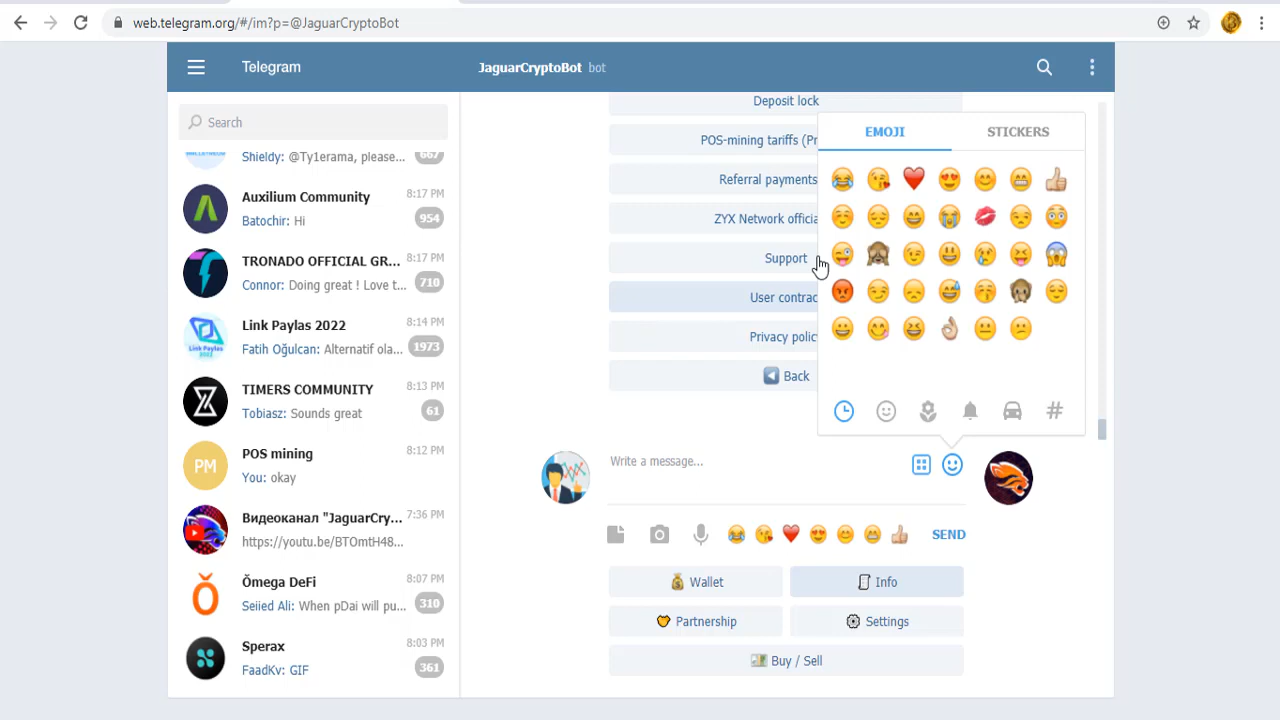 web.telegram.org/#/im?p=@JaguarCryptoBot
Telegram
JaguarCryptoBot bot
Search
Shieldy: @Ty1erama, please...
667
Auxilium Community
8:17 PM
Batochir: Hi
954
TRONADO OFFICIAL GR...
8:17 PM
Connor: Doing great ! Love t...
710
Link Paylas 2022
8:14 PM
Fatih Oğulcan: Alternatif ola...
1973
TIMERS COMMUNITY
8:13 PM
Tobiasz: Sounds great
61
PM
POS mining
8:12 PM
You: okay
Видеоканал "JaguarCry...
7:36 PM
https://youtu.be/BTOmtH48...
Ŏmega DeFi
8:07 PM
Seiied Ali: When pDai will pu...
310
Sperax
8:03 PM
FaadKv: GIF
361
Deposit lock
POS-mining tariffs (Pr
Referral payments
ZYX Network officia
Support
User contrac
Privacy polic
Back
EMOJI
STICKERS
Write a message...
SEND
Wallet
Info
Partnership
Settings
Buy / Sell